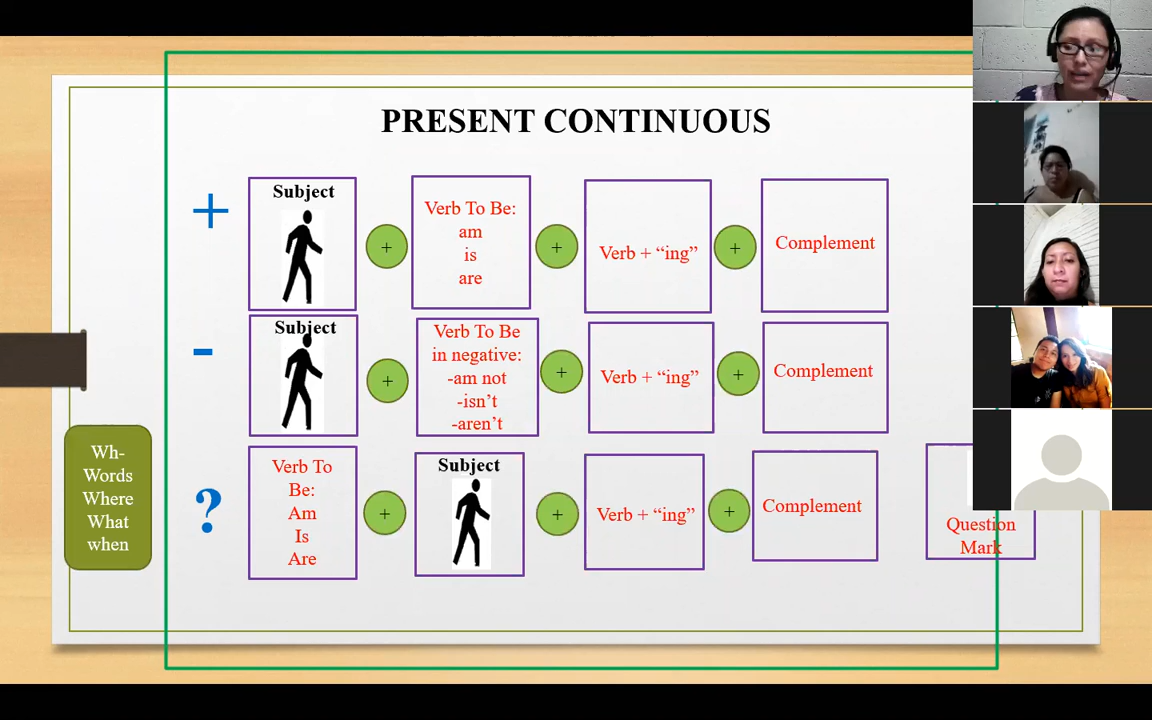 PRESENT CONTINUOUS
+
Subject
+
Verb To Be:
am
is
are
+
Verb + “ing”
+
Complement
-
Subject
+
Verb To Be
in negative:
-am not
-isn’t
-aren’t
+
Verb + “ing”
+
Complement
Wh-
Words
Where
What
when
?
Verb To
Be:
Am
Is
Are
+
Subject
+
Verb + “ing”
+
Complement
Question
Mark